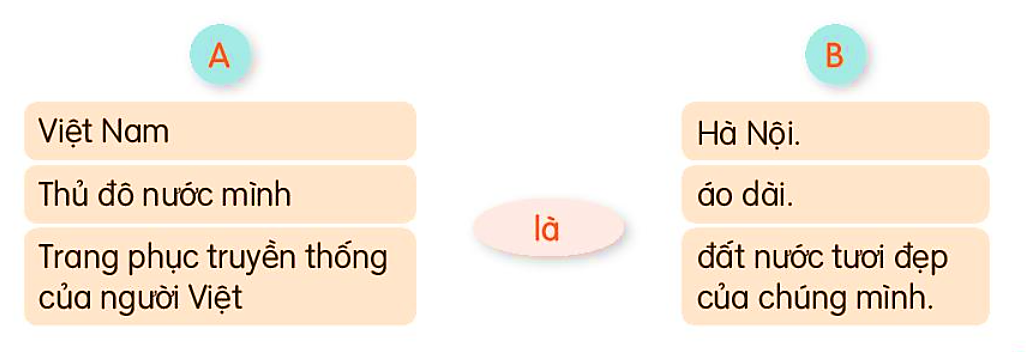 A
B
Việt Nam
Thủ đô nước mình
Trang phục truyền thống
của người Việt
là
Hà Nội.
áo dài.
đất nước tươi đẹp
của chúng mình.